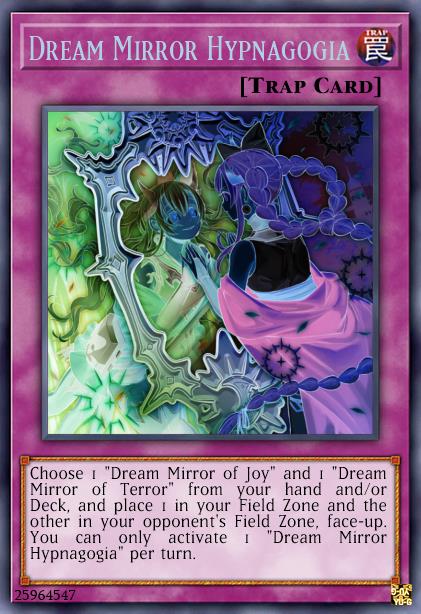 DREAM MIRROR HYPNAGOGIA
TRAP
罠
[TRAP CARD]
Choose 1 "Dream Mirror of Joy" and 1 "Dream
Mirror of Terror" from your hand and/or
Deck, and place 1 in your Field Zone and the
other in your opponent's Field Zone, face-up.
You can only activate 1 "Dream Mirror
Hypnagogia" per turn.
25964547